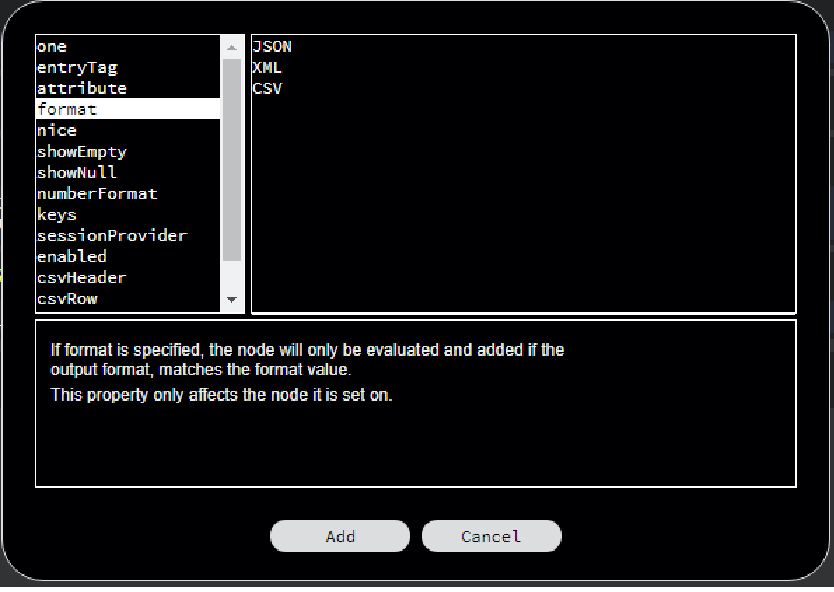 one
entryTag
attribute
format
nice
showEmpty
showNull
numberFormat
keys
sessionProvider
enabled
csvHeader
csvRow
JSON
XML
CSV
If format is specified, the node will only be evaluated and added if the
output format, matches the format value.
This property only affects the node it is set on.
Add
Cancel